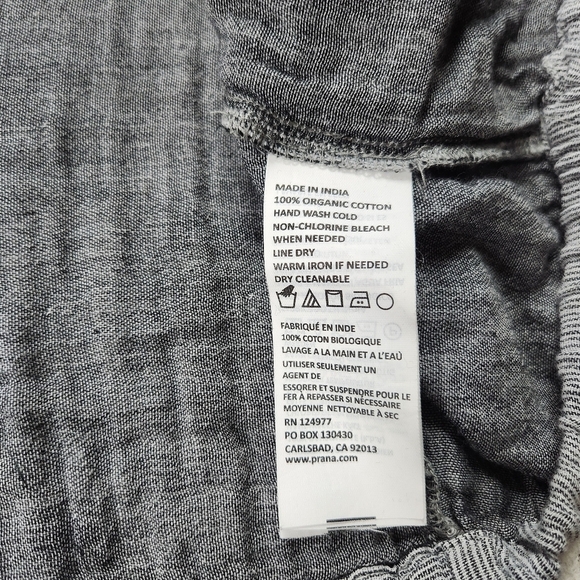 MADE IN INDIA
100% ORGANIC COTTON
HAND WASH COLD
NON-CHLORINE BLEACH
WHEN NEEDED
LINE DRY
WARM IRON IF NEEDED
DRY CLEANABLE
FABRIQUÉ EN INDE
100% COTON BIOLOGIQUE
LAVAGE A LA MAIN ET A L'EAÙ
UTILISER SEULEMENT UN
AGENT DE
ESSORER ET SUSPENDRE POUR LE
FER À REPASSER SI NÉCESSAIRE
MOYENNE NETTOYABLE À SEC
RN 124977
PO BOX 130430
CARLSBAD, CA 92013
www.prana.com